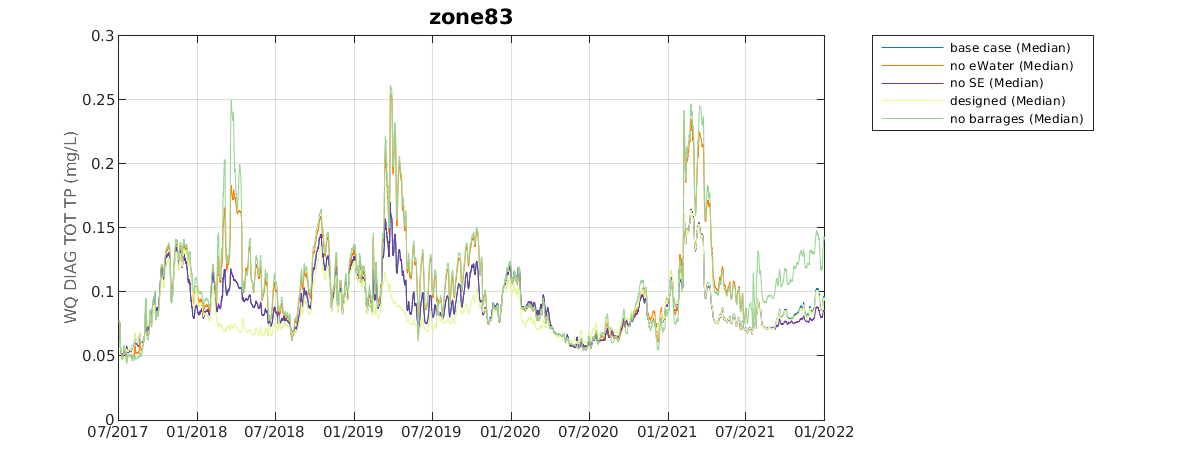 zone83
WQ DIAG TOT TP (mg/L)
0.3
0.25
0.2
0.15
0.1
0.05
0
07/2017 01/2018 07/2018 01/2019 07/2019 01/2020 07/2020 01/2021 07/2021 01/2022
base case (Median)
no eWater (Median)
no SE (Median)
designed (Median)
no barrages (Median)